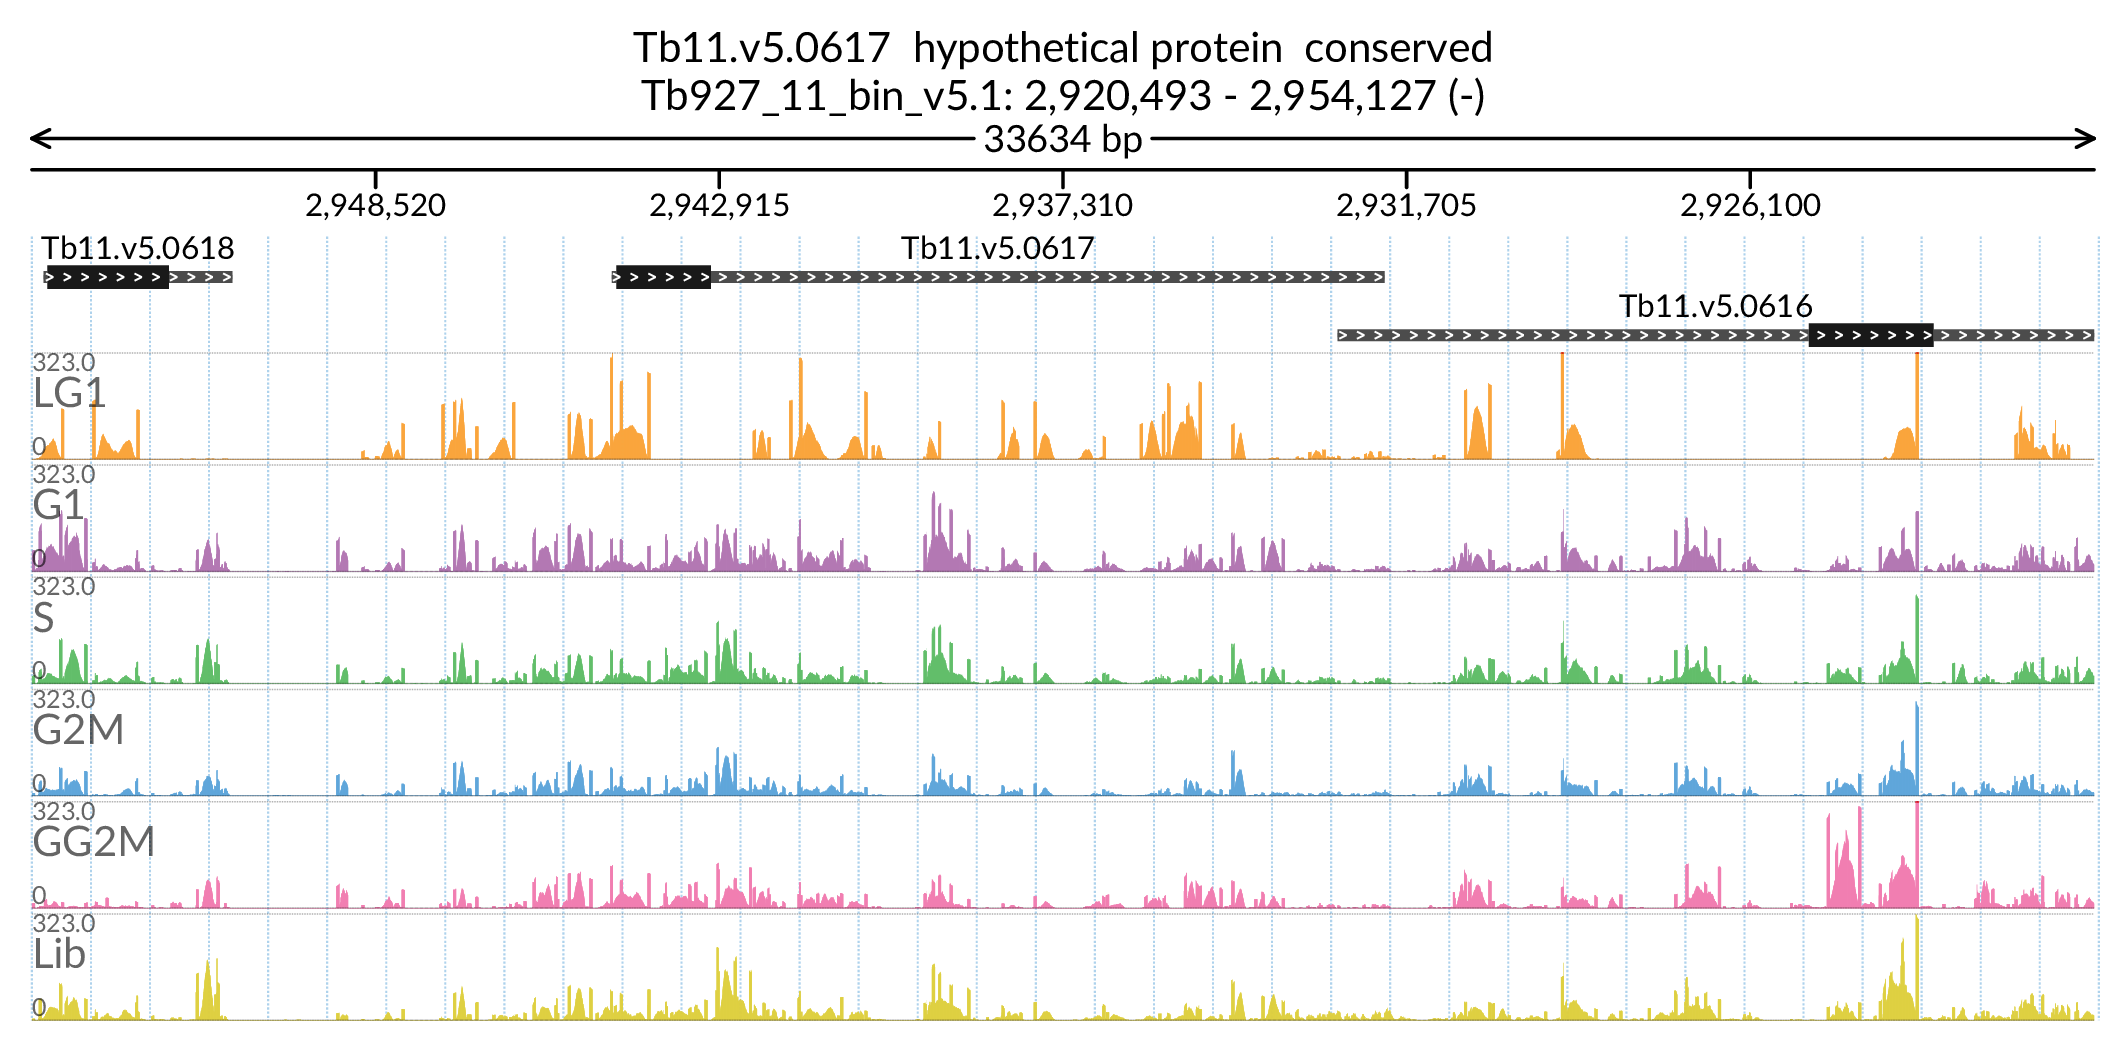 Tb11.v5.0617 hypothetical protein conserved
Tb927_11_bin_v5.1: 2,920,493 - 2,954,127 (-)
33634 bp
2,948,520 2,942,915 2,937,310 2,931,705 2,926,100
Tb11.v5.0618 Tb11.v5.0617
Tb11.v5.0616
323.0
LG1
0
323.0
G1
0
323.0
S
0
323.0
G2M
0
323.0
GG2M
0
323.0
Lib
0